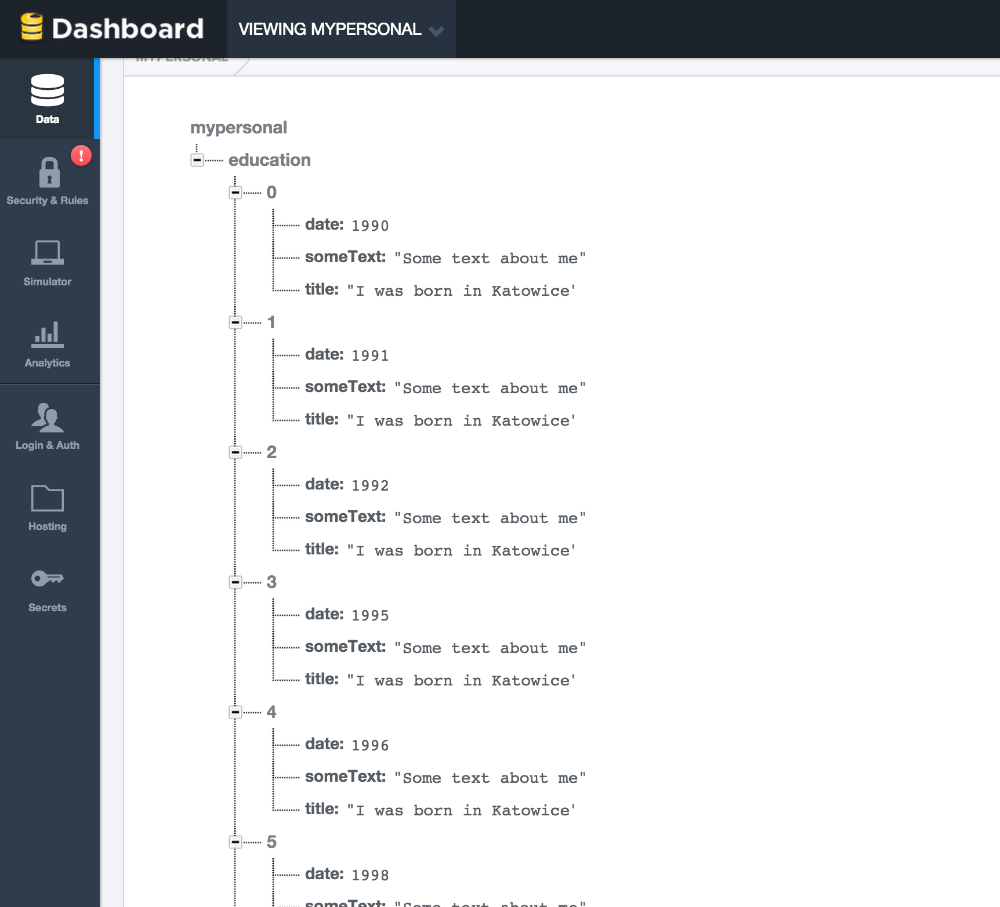 Dashboard
VIEWING MYPERSONAL
MYPERSONAL
Data
!
Security & Rules
Simulator
Analytics
Login & Auth
Hosting
Secrets
mypersonal
education
0
date: 1990
someText: "Some text about me"
title: "I was born in Katowice'
1
date: 1991
someText: "Some text about me"
title: "I was born in Katowice'
2
date: 1992
someText: "Some text about me"
title: "I was born in Katowice'
3
date: 1995
someText: "Some text about me"
title: "I was born in Katowice'
4
date: 1996
someText: "Some text about me"
title: "I was born in Katowice'
5
date: 1998
someText: "Some text about me"